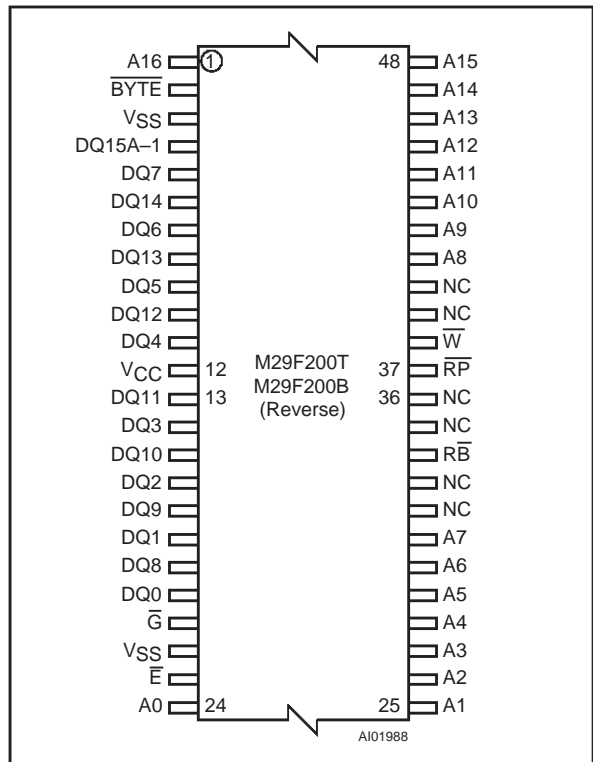 A16 1 48 A15
B̅Y̅T̅E̅ A14
VSS A13
DQ15A–1 A12
DQ7 A11
DQ14 A10
DQ6 A9
DQ13 A8
DQ5 NC
DQ12 NC
DQ4 W̅
VCC 12 M29F200T 37 R̅P̅
M29F200B
DQ11 13 36 NC
(Reverse)
DQ3 NC
DQ10 RB̅
DQ2 NC
DQ9 NC
DQ1 A7
DQ8 A6
DQ0 A5
G̅ A4
VSS A3
E̅ A2
A0 24 25 A1
AI01988